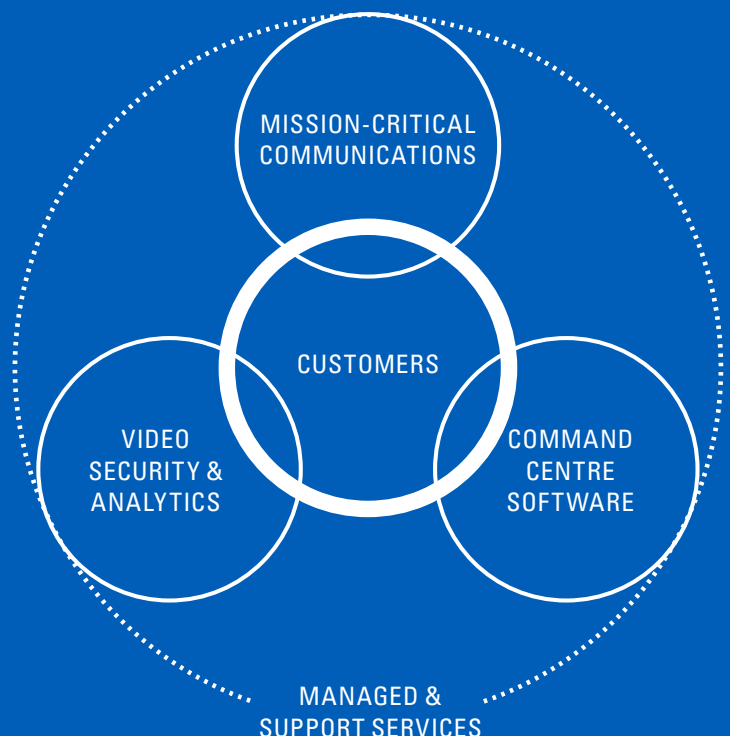 MISSION-CRITICAL
COMMUNICATIONS
CUSTOMERS
VIDEO
SECURITY &
ANALYTICS
COMMAND
CENTRE
SOFTWARE
MANAGED &
SUPPORT SERVICES